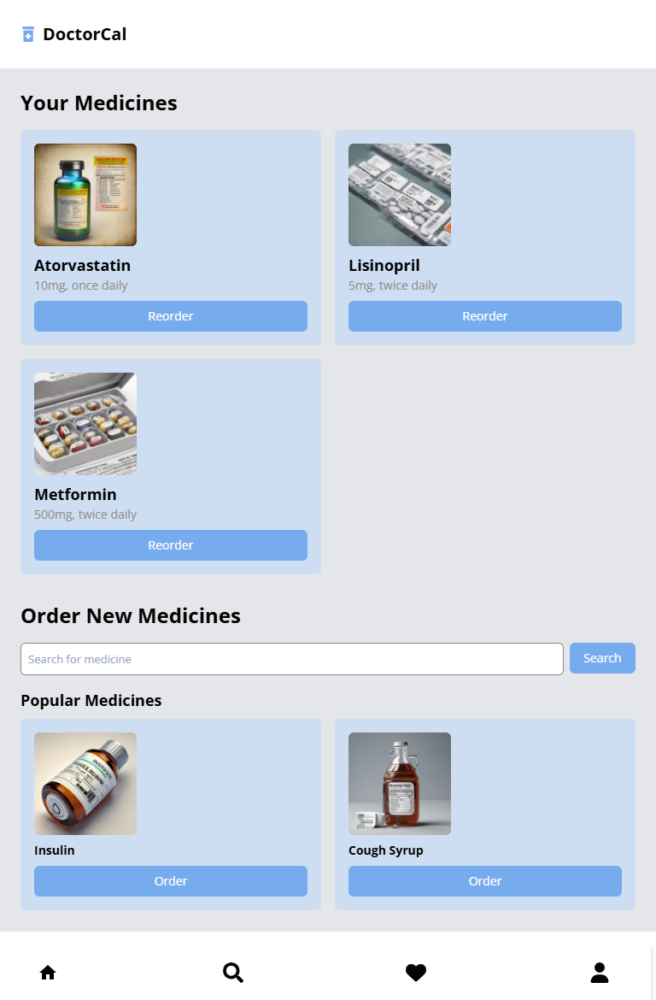 DoctorCal
Your Medicines
Atorvastatin
10mg, once daily
Reorder
Lisinopril
5mg, twice daily
Reorder
Metformin
500mg, twice daily
Reorder
Order New Medicines
Search for medicine
Search
Popular Medicines
Insulin
Order
Cough Syrup
Order